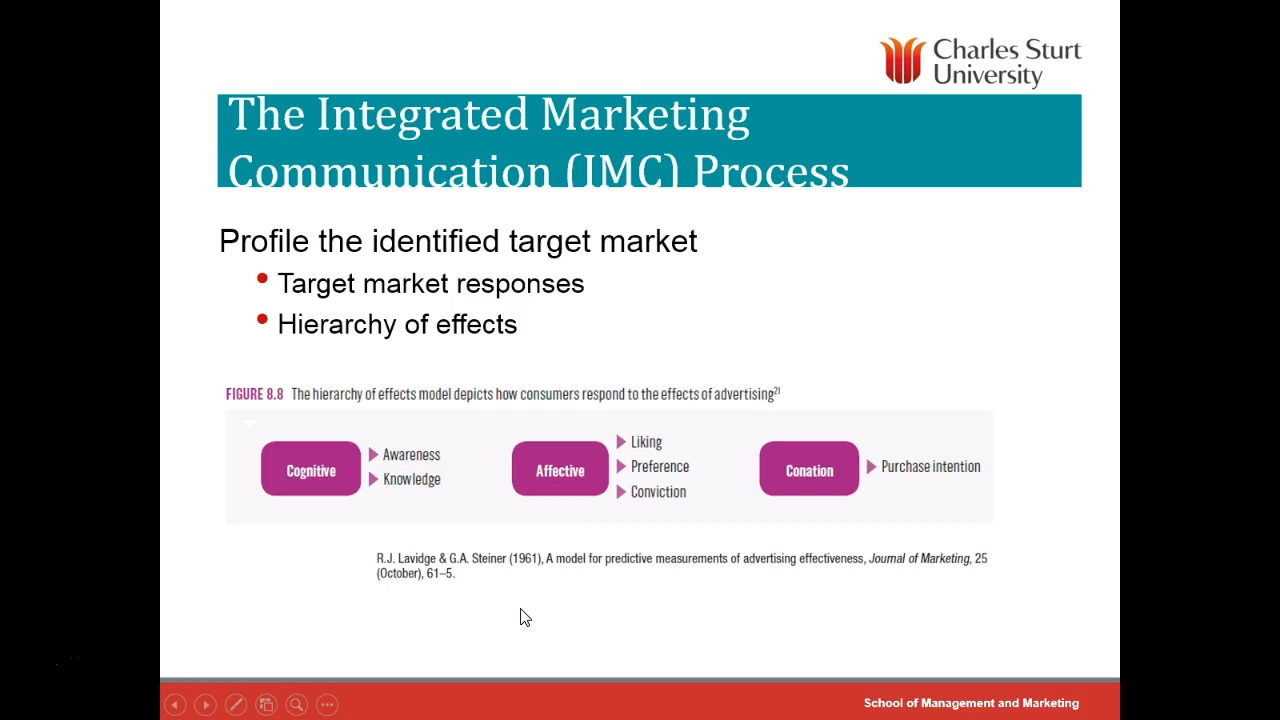 Charles Sturt
University
The Integrated Marketing
Communication (IMC) Process
Profile the identified target market
• Target market responses
• Hierarchy of effects
FIGURE 8.8 The hierarchy of effects model depicts how consumers respond to the effects of advertising21
Cognitive
Awareness
Knowledge
Affective
Liking
Preference
Conviction
Conation
Purchase intention
R.J. Lavidge & G.A. Steiner (1961), A model for predictive measurements of advertising effectiveness, Journal of Marketing, 25
(October), 61–5.
School of Management and Marketing